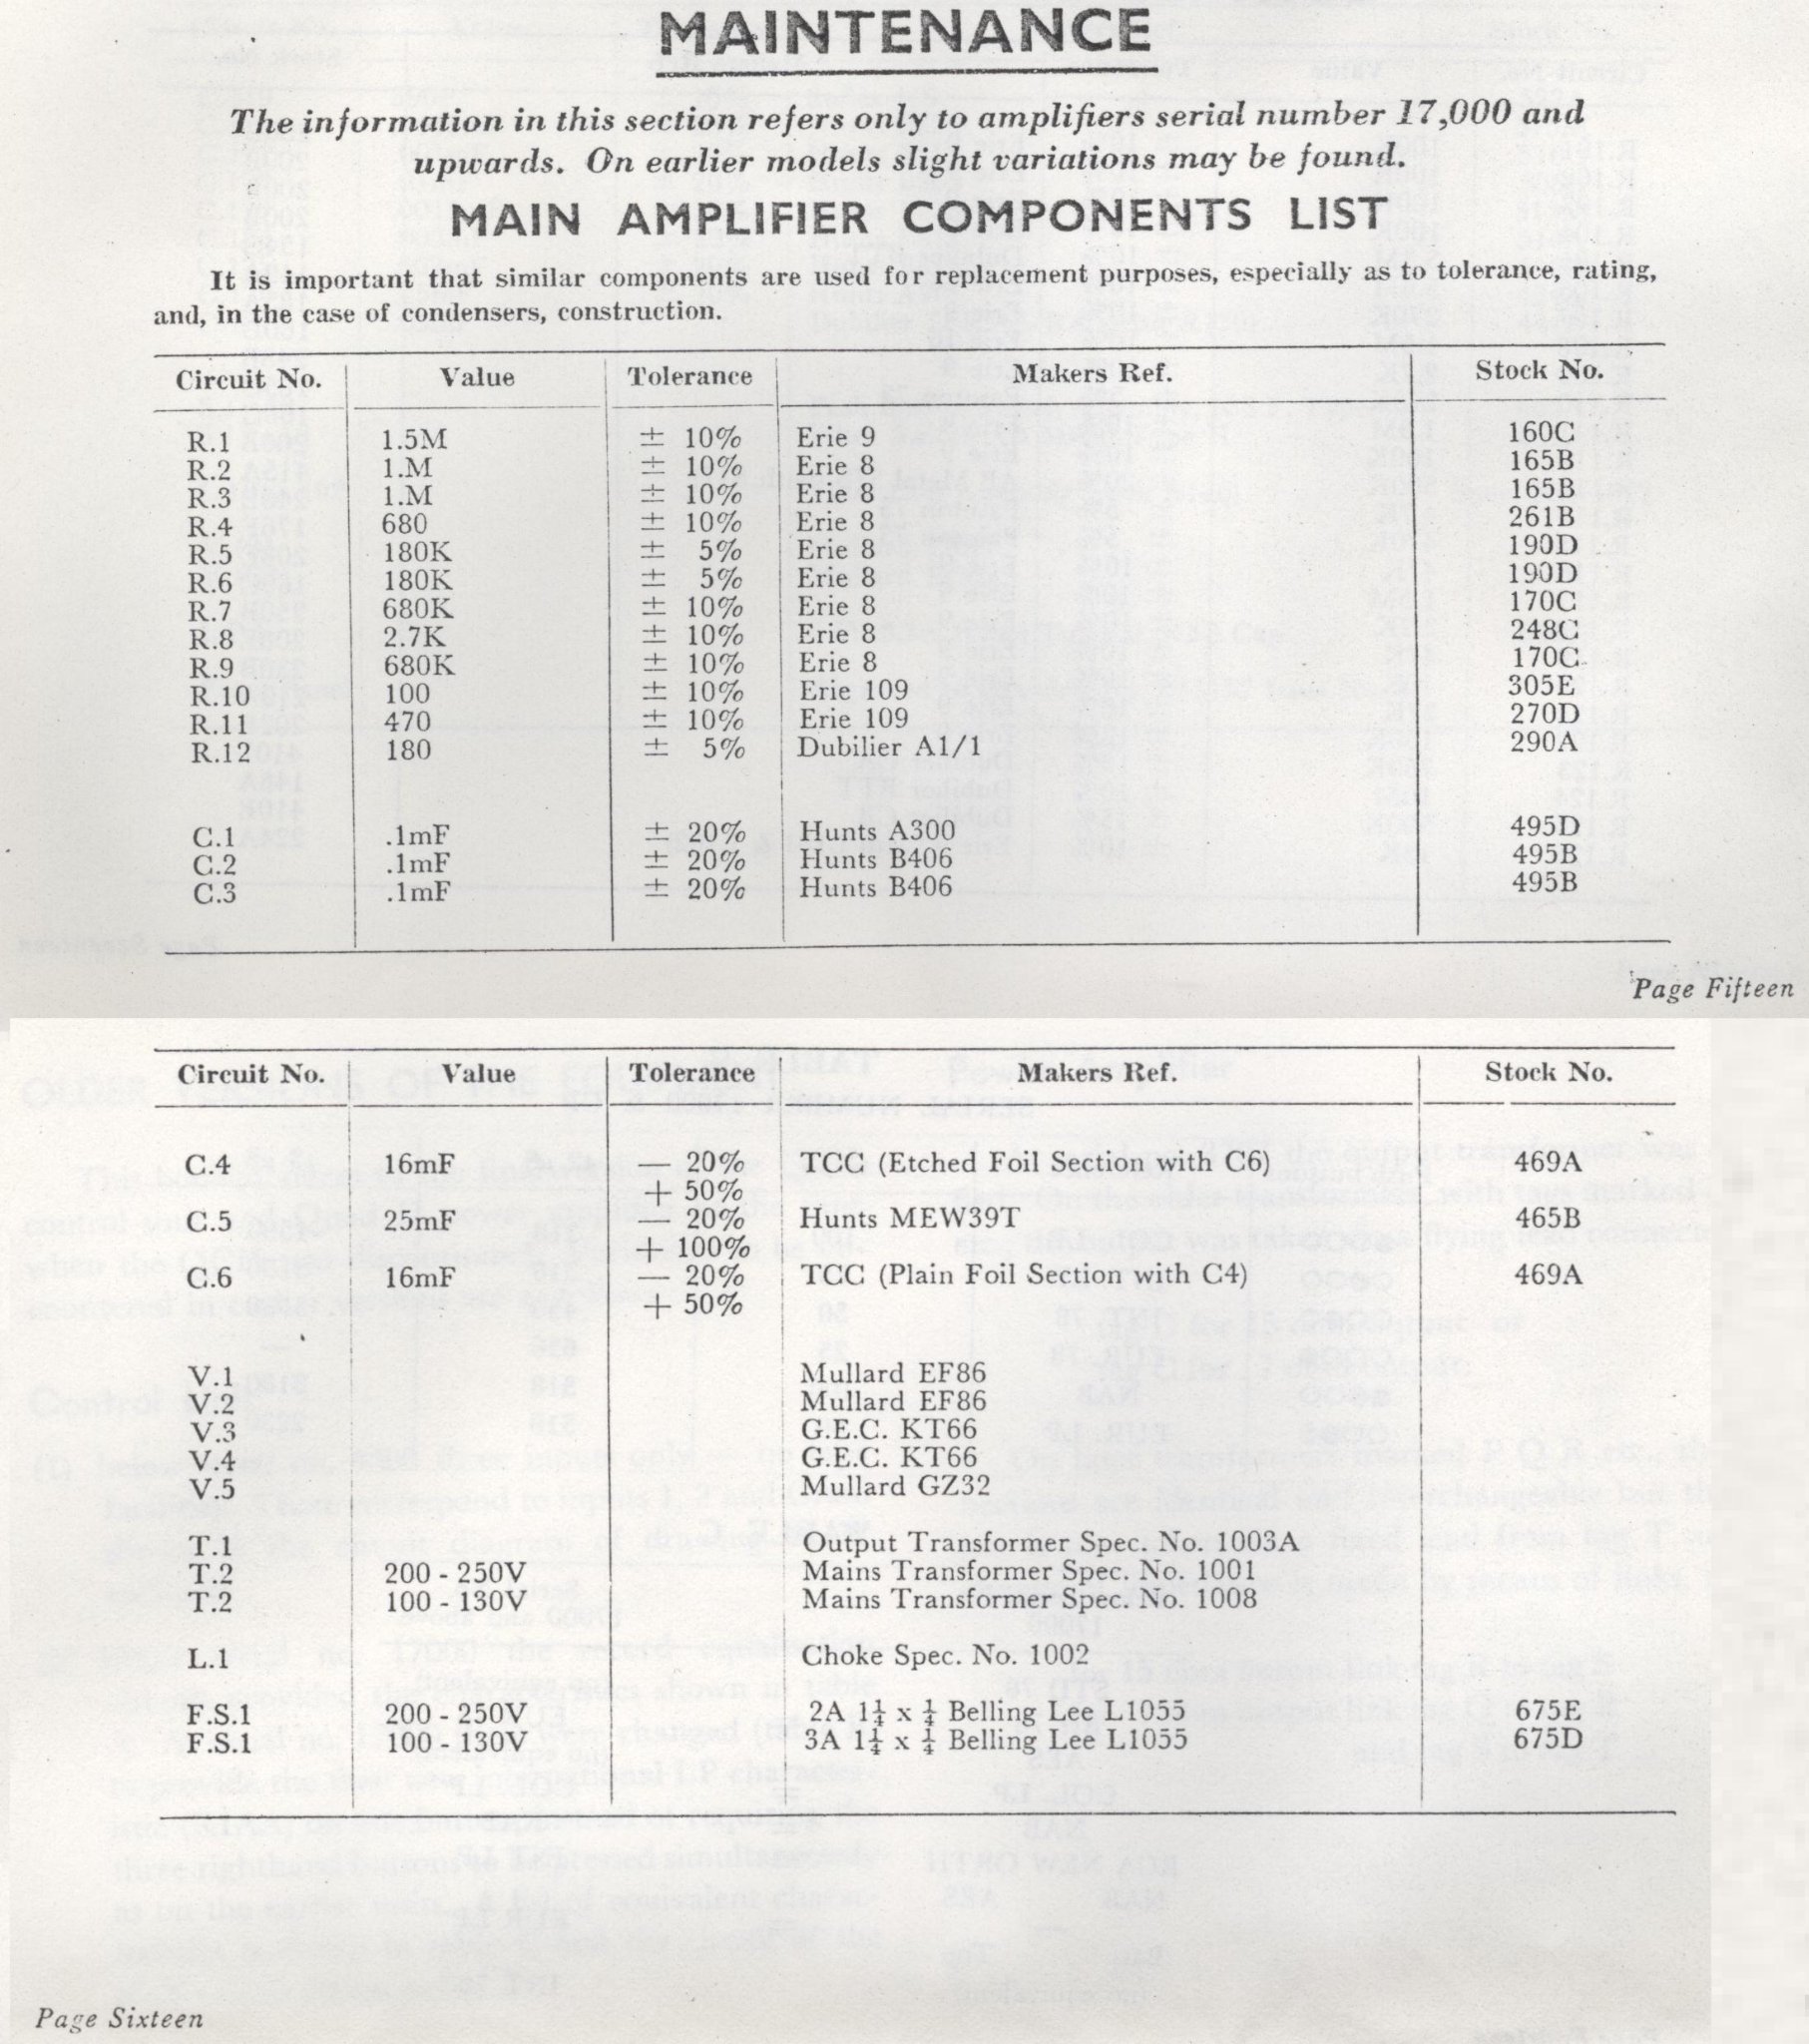 MAINTENANCE
The information in this section refers only to amplifiers serial number 17,000 and
upwards. On earlier models slight variations may be found.
MAIN AMPLIFIER COMPONENTS LIST
It is important that similar components are used for replacement purposes, especially as to tolerance, rating,
and, in the case of condensers, construction.
Circuit No. Value Tolerance Makers Ref. Stock No.
R.1 1.5M ± 10% Erie 9 160C
R.2 1.M ± 10% Erie 8 165B
R.3 1.M ± 10% Erie 8 165B
R.4 680 ± 10% Erie 8 261B
R.5 180K ± 5% Erie 8 190D
R.6 180K ± 5% Erie 8 190D
R.7 680K ± 10% Erie 8 170C
R.8 2.7K ± 10% Erie 8 248C
R.9 680K ± 10% Erie 8 170C
R.10 100 ± 10% Erie 109 305E
R.11 470 ± 10% Erie 109 270D
R.12 180 ± 5% Dubilier A1/1 290A
C.1 .1mF ± 20% Hunts A300 495D
C.2 .1mF ± 20% Hunts B406 495B
C.3 .1mF ± 20% Hunts B406 495B
Page Fifteen
Circuit No. Value Tolerance Makers Ref. Stock No.
C.4 16mF — 20% TCC (Etched Foil Section with C6) 469A
+ 50%
C.5 25mF — 20% Hunts MEW39T 465B
+ 100%
C.6 16mF — 20% TCC (Plain Foil Section with C4) 469A
+ 50%
V.1 Mullard EF86
V.2 Mullard EF86
V.3 G.E.C. KT66
V.4 G.E.C. KT66
V.5 Mullard GZ32
T.1 Output Transformer Spec. No. 1003A
T.2 200 - 250V Mains Transformer Spec. No. 1001
T.2 100 - 130V Mains Transformer Spec. No. 1008
L.1 Choke Spec. No. 1002
F.S.1 200 - 250V 2A 1¼ x ¼ Belling Lee L1055 675E
F.S.1 100 - 130V 3A 1¼ x ¼ Belling Lee L1055 675D
Page Sixteen